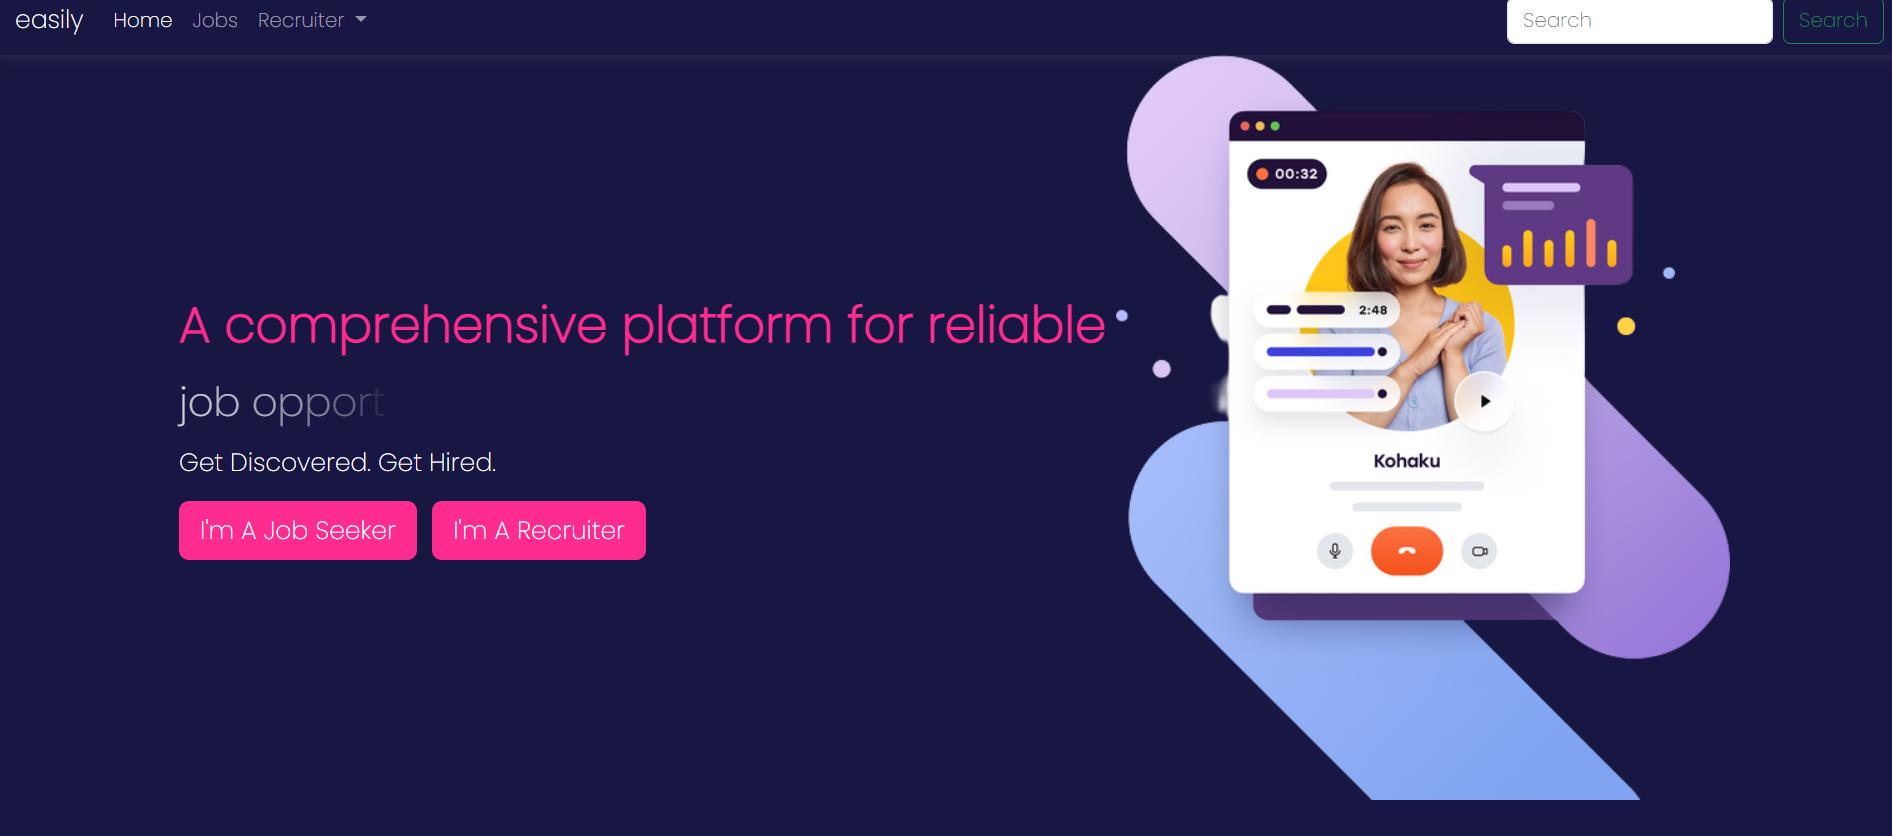 easily Home Jobs Recruiter Search Search
A comprehensive platform for reliable
job opport
Get Discovered. Get Hired.
I'm A Job Seeker I'm A Recruiter
00:32
2:48
Kohaku